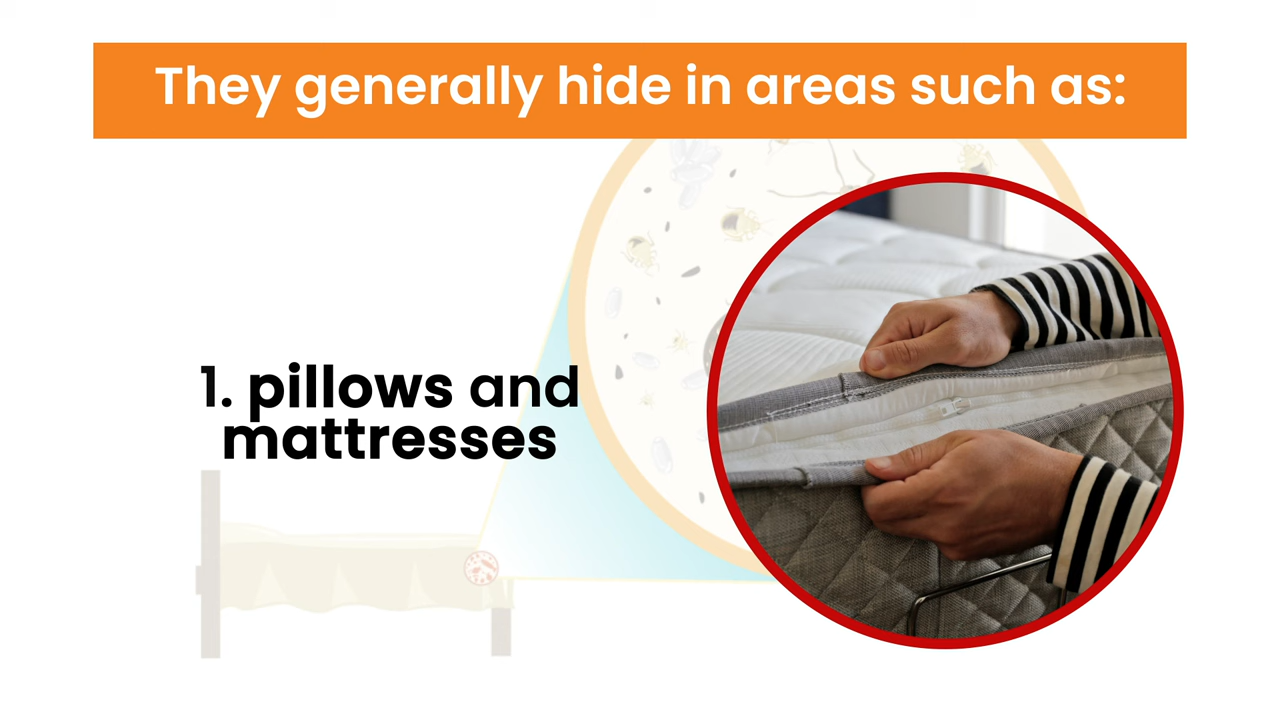 They generally hide in areas such as:
1. pillows and
mattresses